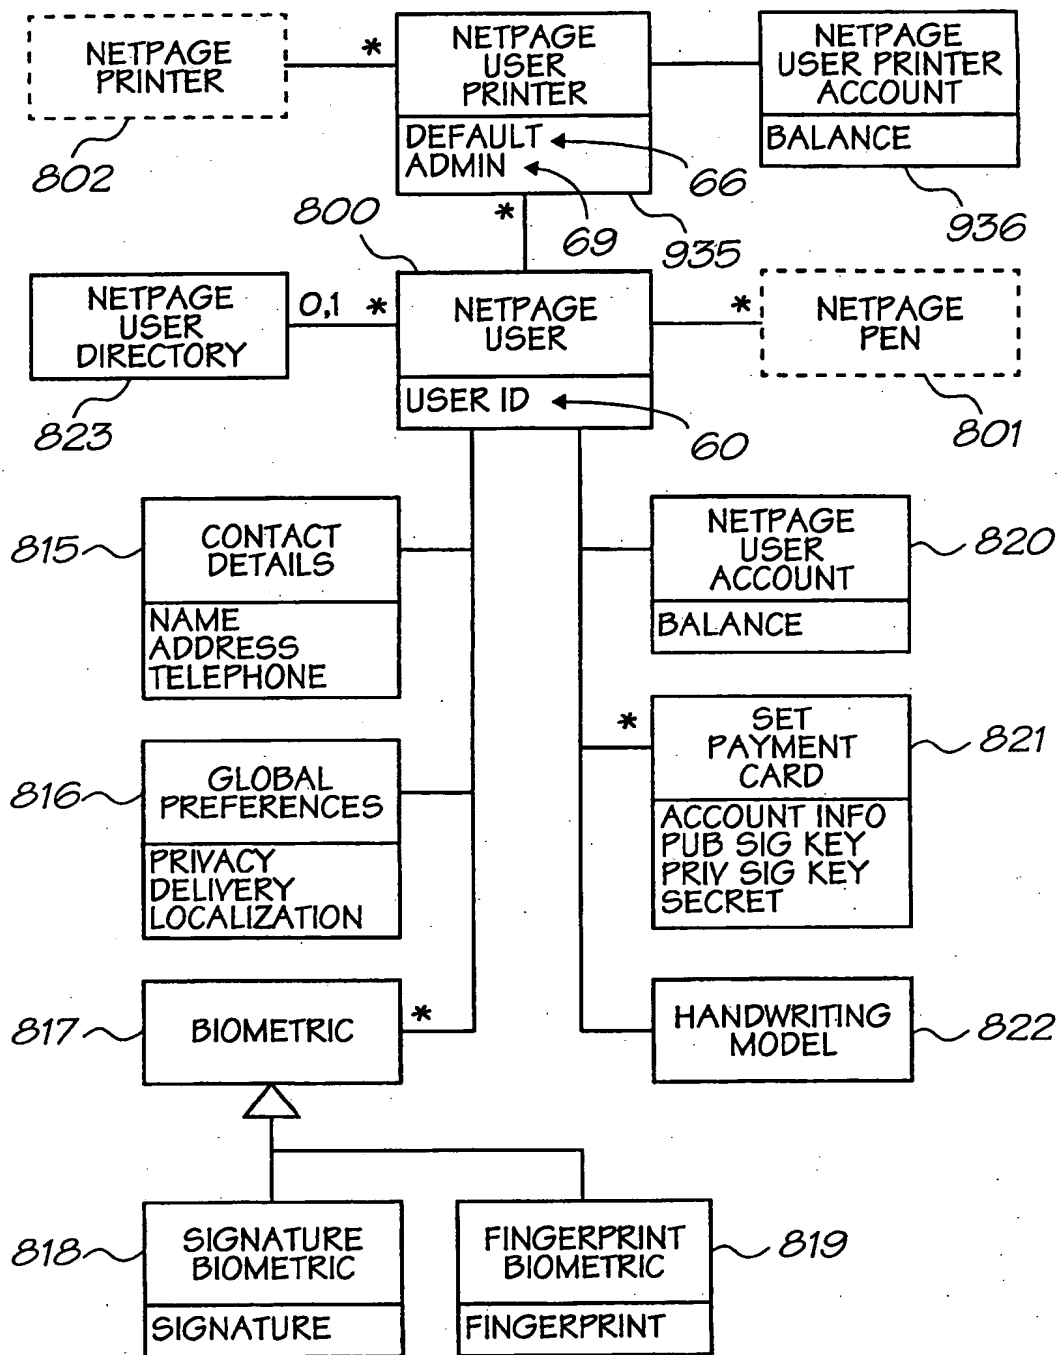 NETPAGE
PRINTER
802
*
NETPAGE
USER
PRINTER
DEFAULT
ADMIN
66
69
935
NETPAGE
USER PRINTER
ACCOUNT
BALANCE
936
*
800
NETPAGE
USER
DIRECTORY
823
0,1
*
NETPAGE
USER
USER ID
60
*
NETPAGE
PEN
801
815
CONTACT
DETAILS
NAME
ADDRESS
TELEPHONE
NETPAGE
USER
ACCOUNT
BALANCE
820
816
GLOBAL
PREFERENCES
PRIVACY
DELIVERY
LOCALIZATION
*
SET
PAYMENT
CARD
ACCOUNT INFO
PUB SIG KEY
PRIV SIG KEY
SECRET
821
817
BIOMETRIC
*
HANDWRITING
MODEL
822
818
SIGNATURE
BIOMETRIC
SIGNATURE
FINGERPRINT
BIOMETRIC
FINGERPRINT
819